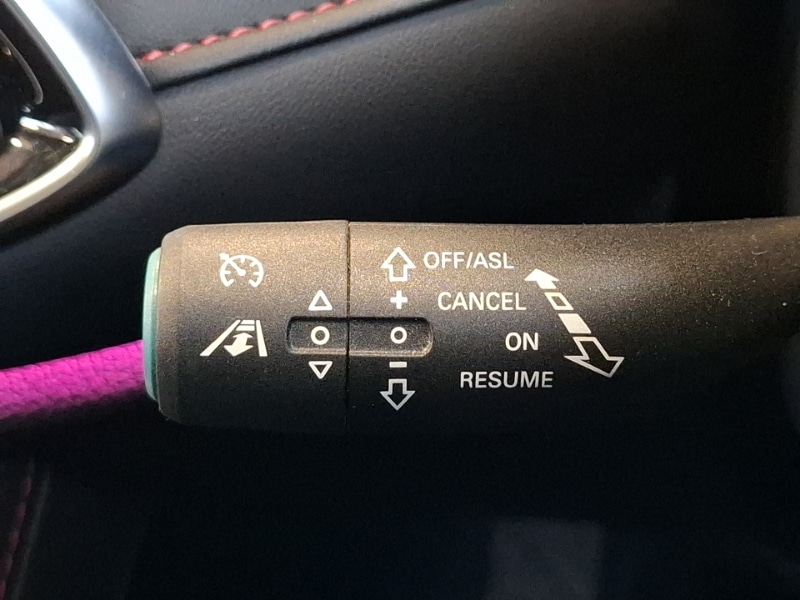 OFF/ASL
+
CANCEL
ON
-
RESUME